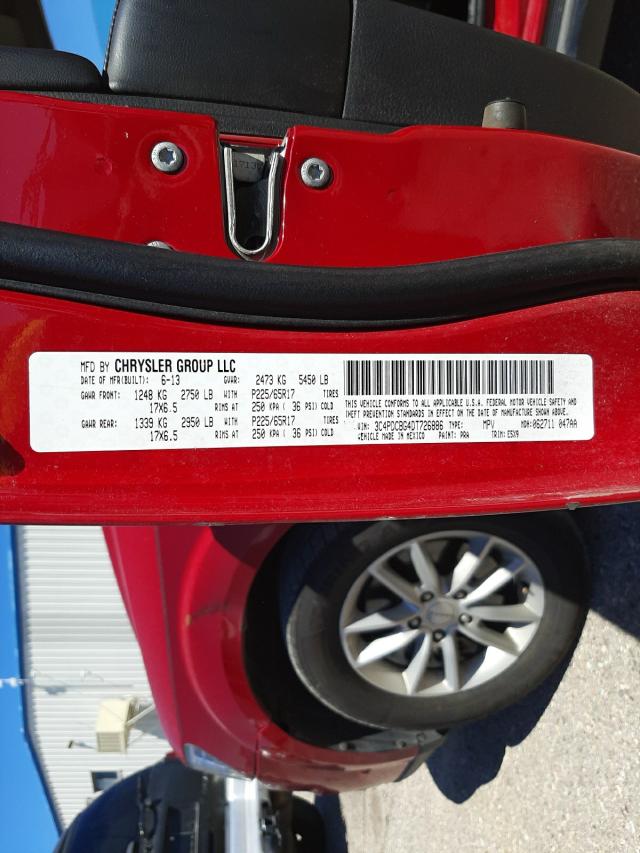 MFD BY CHRYSLER GROUP LLC
DATE OF MFR(BUILT): 6-13 GVWR: 2473 KG 5450 LB
GAWR FRONT: 1248 KG 2750 LB WITH P225/65R17 TIRES
17X6.5 RIMS AT 250 KPA ( 36 PSI) COLD
GAWR REAR: 1339 KG 2950 LB WITH P225/65R17 TIRES
17X6.5 RIMS AT 250 KPA ( 36 PSI) COLD
THIS VEHICLE CONFORMS TO ALL APPLICABLE U.S.A. FEDERAL MOTOR VEHICLE SAFETY AND
THEFT PREVENTION STANDARDS IN EFFECT ON THE DATE OF MANUFACTURE SHOWN ABOVE.
VIN: 3C4PDCBG4DT726886 TYPE: MPV MDH: 062711 047AA
VEHICLE MADE IN MEXICO PAINT: PRA TRIM: E5X9